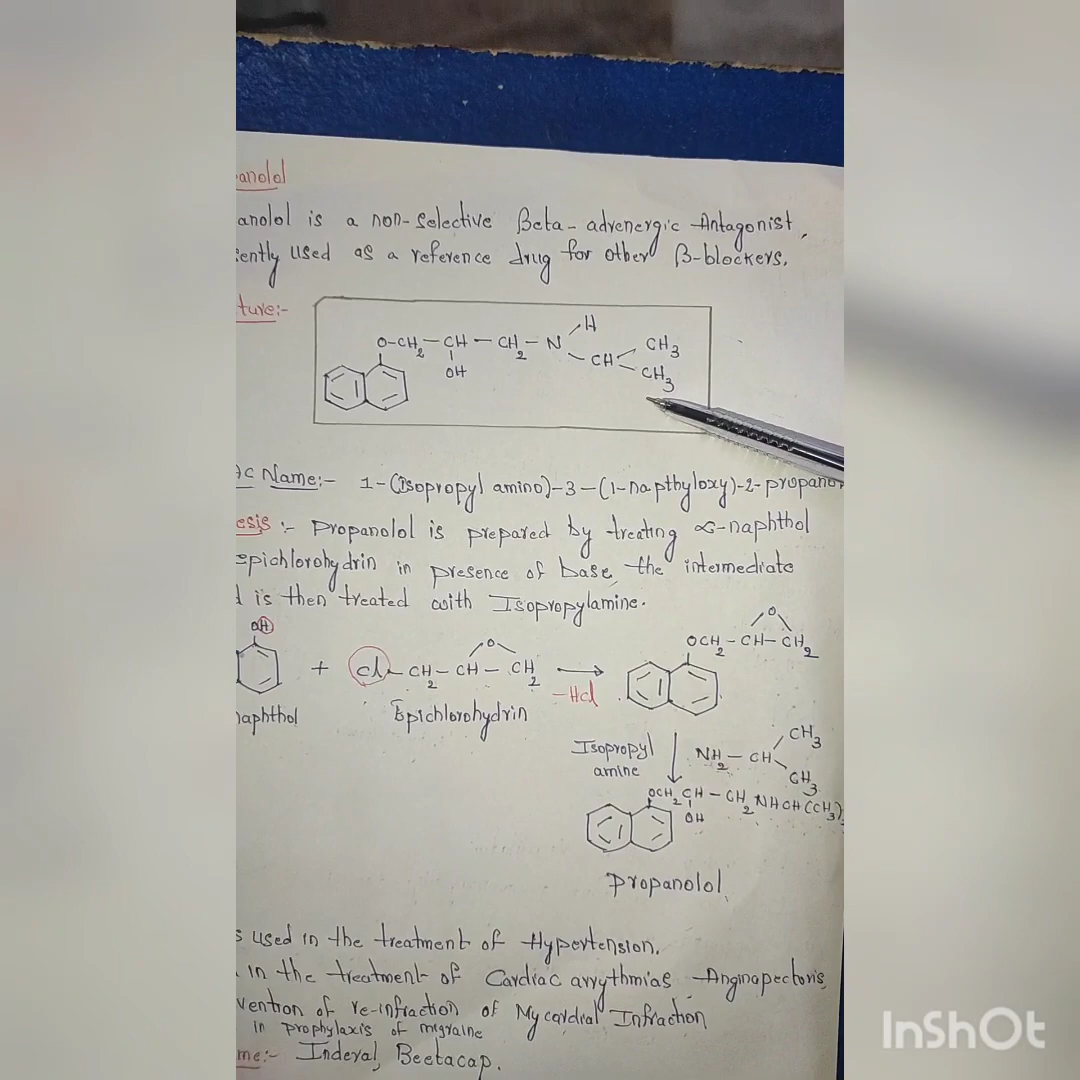 anolol
anolol is a non-selective Beta-adrenergic Antagonist,
ently used as a reference drug for other β-blockers.
ture:-
H
O-CH2-CH-CH2-N
CH3
CH
OH
CH3
AC Name:- 1-(Isopropyl amino)-3-(1-napthyloxy)-2-propano
esis:- Propanolol is prepared by treating α-naphthol
Epichlorohydrin in presence of base, the intermediate
d is then treated with Isopropylamine.
OH
O
OCH2-CH-CH2
O
+ Cl-CH2-CH-CH2
-Hcl
naphthol
Epichlorohydrin
CH3
Isopropyl
amine
NH2-CH
CH3
OCH2CH-CH2NHCH(CH3)2
OH
Propanolol
s used in the treatment of Hypertension.
in the treatment of Cardiac arrythmias Anginapectoris,
vention of re-infraction of Mycardial Infraction
in prophylaxis of migraine
me:- Inderal, Beetacap.
InShOt